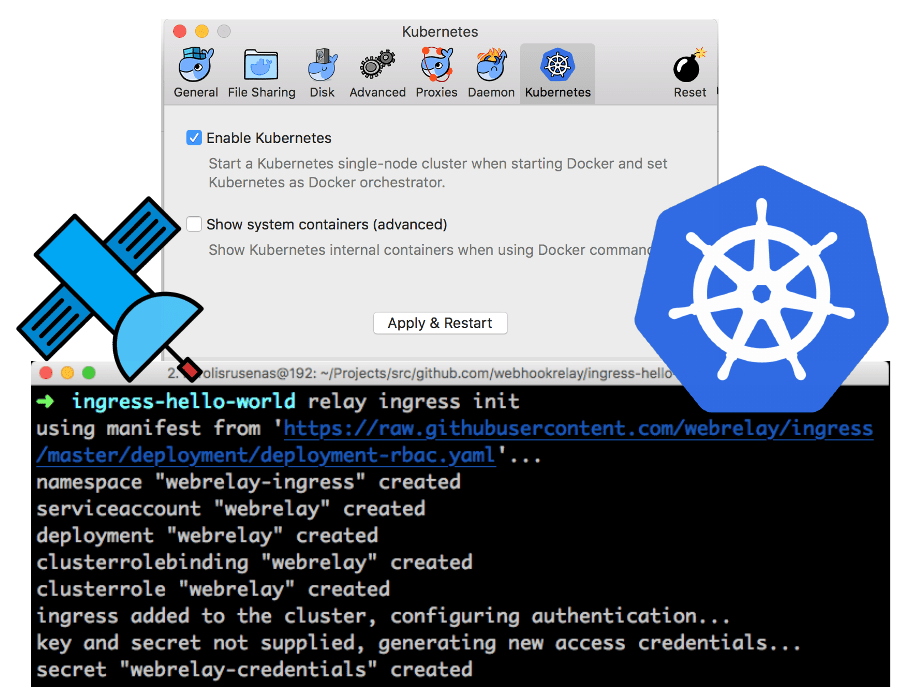 Kubernetes
General File Sharing Disk Advanced Proxies Daemon Kubernetes Reset
Enable Kubernetes
Start a Kubernetes single-node cluster when starting Docker and set
Kubernetes as Docker orchestrator.
Show system containers (advanced)
Show Kubernetes internal containers when using Docker
Apply & Restart
2. olisrusenas@192: ~/Projects/src/github.com/webhookrelay/ingress-hello-
➜ ingress-hello-world relay ingress init
using manifest from 'https://raw.githubusercontent.com/webrelay/ingress
/master/deployment/deployment-rbac.yaml'...
namespace "webrelay-ingress" created
serviceaccount "webrelay" created
deployment "webrelay" created
clusterrolebinding "webrelay" created
clusterrole "webrelay" created
ingress added to the cluster, configuring authentication...
key and secret not supplied, generating new access credentials...
secret "webrelay-credentials" created